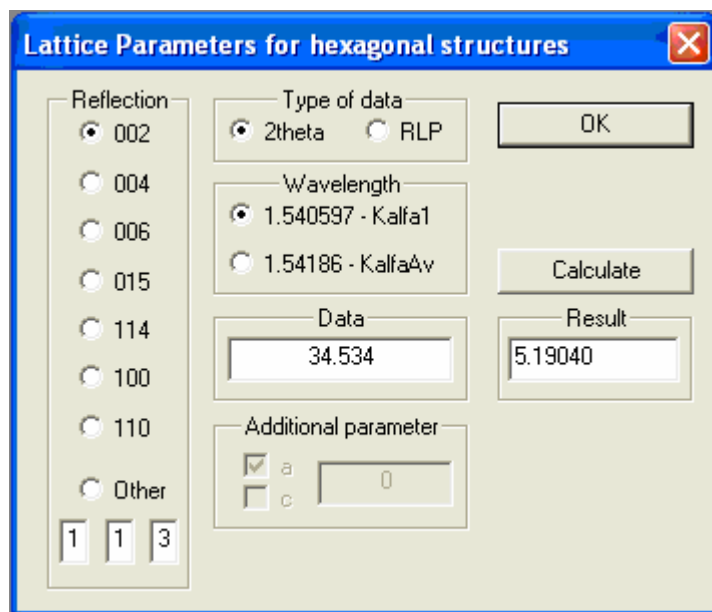 Lattice Parameters for hexagonal structures
Reflection
002
004
006
015
114
100
110
Other
1 1 3
Type of data
2theta RLP
Wavelength
1.540597 - Kalfa1
1.54186 - KalfaAv
Data
34.534
Additional parameter
a
0
c
OK
Calculate
Result
5.19040